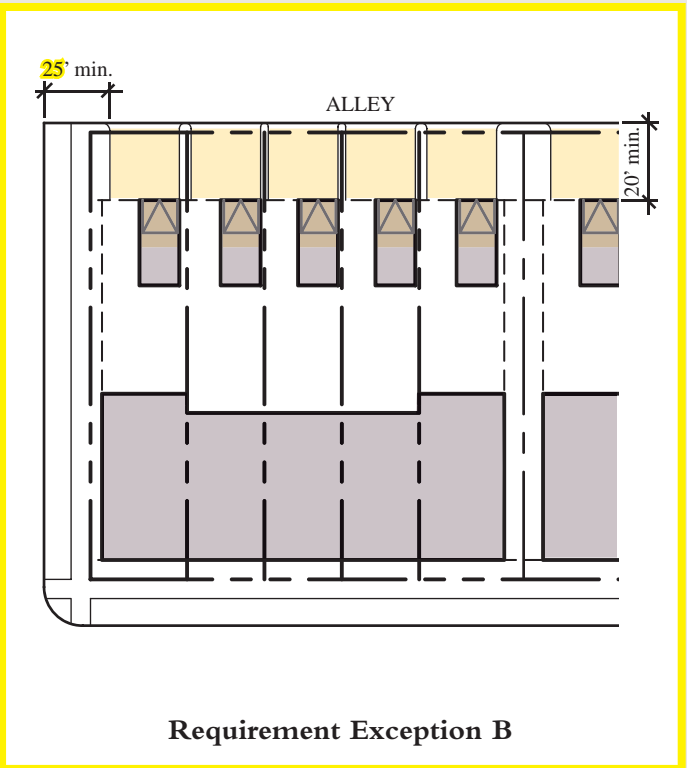 25’ min.
ALLEY
20’ min.
Requirement Exception B